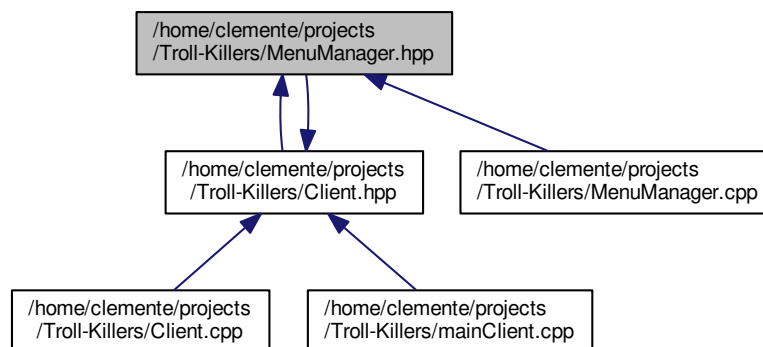 /home/clemente/projects
/Troll-Killers/MenuManager.hpp
/home/clemente/projects
/Troll-Killers/Client.hpp
/home/clemente/projects
/Troll-Killers/MenuManager.cpp
/home/clemente/projects
/Troll-Killers/Client.cpp
/home/clemente/projects
/Troll-Killers/mainClient.cpp